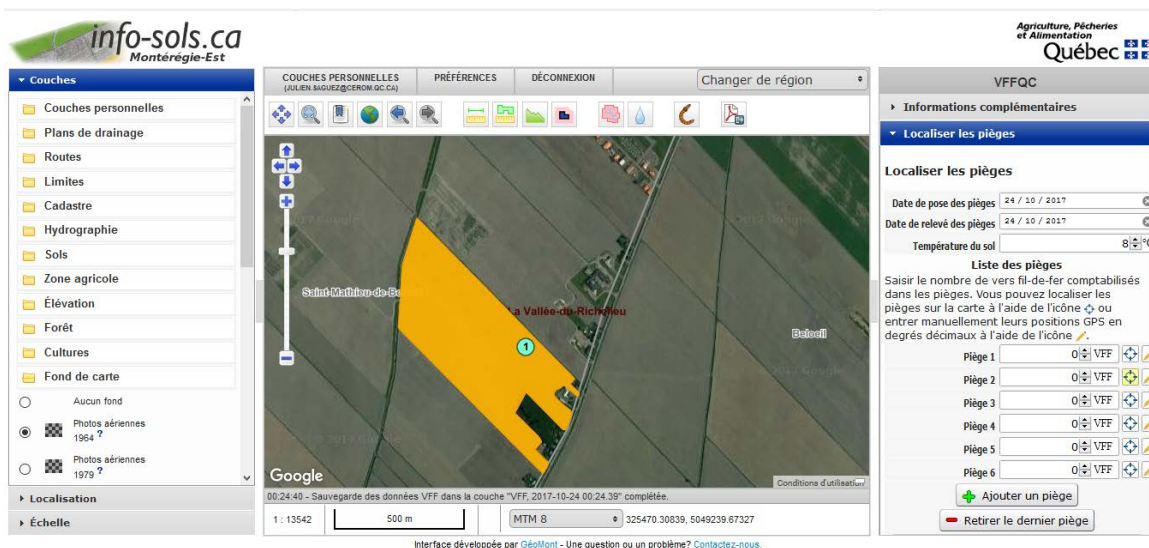 info-sols.ca
Montérégie-Est
Agriculture, Pêcheries
et Alimentation
Québec
Couches
Couches personnelles
Plans de drainage
Routes
Limites
Cadastre
Hydrographie
Sols
Zone agricole
Élévation
Forêt
Cultures
Fond de carte
Aucun fond
Photos aériennes
1964 ?
Photos aériennes
1979 ?
Localisation
Échelle
COUCHES PERSONNELLES
(JULIEN.SAGUEZ@CEROM.QC.CA)
PRÉFÉRENCES
DÉCONNEXION
Changer de région
Saint-Mathieu-de-Be
a Vallée-du-Richelieu
Beloeil
1
© 2017 Google
Google
Conditions d'utilisation
00:24:40 - Sauvegarde des données VFF dans la couche "VFF, 2017-10-24 00:24.39" complétée.
1 : 13542
500 m
MTM 8
325470.30839, 5049239.67327
VFFQC
Informations complémentaires
Localiser les pièges
Localiser les pièges
Date de pose des pièges 24 / 10 / 2017
Date de relevé des pièges 24 / 10 / 2017
Température du sol 8 °C
Liste des pièges
Saisir le nombre de vers fil-de-fer comptabilisés
dans les pièges. Vous pouvez localiser les
pièges sur la carte à l'aide de l'icône ou
entrer manuellement leurs positions GPS en
degrés décimaux à l'aide de l'icône .
Piège 1 0 VFF
Piège 2 0 VFF
Piège 3 0 VFF
Piège 4 0 VFF
Piège 5 0 VFF
Piège 6 0 VFF
Ajouter un piège
Retirer le dernier piège
Interface développée par GéoMont - Une question ou un problème? Contactez-nous.